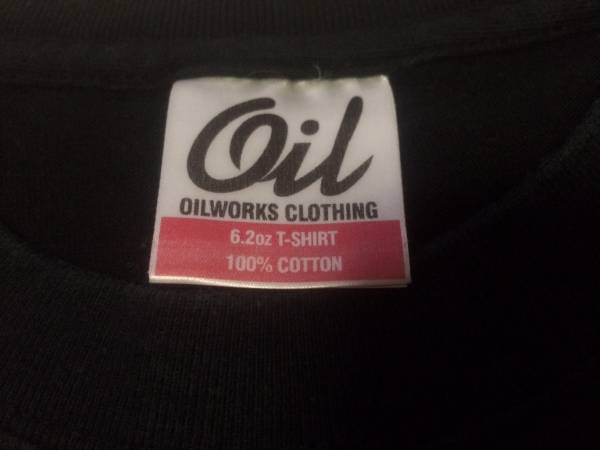 Oil
OILWORKS CLOTHING
6.2oz T-SHIRT
100% COTTON